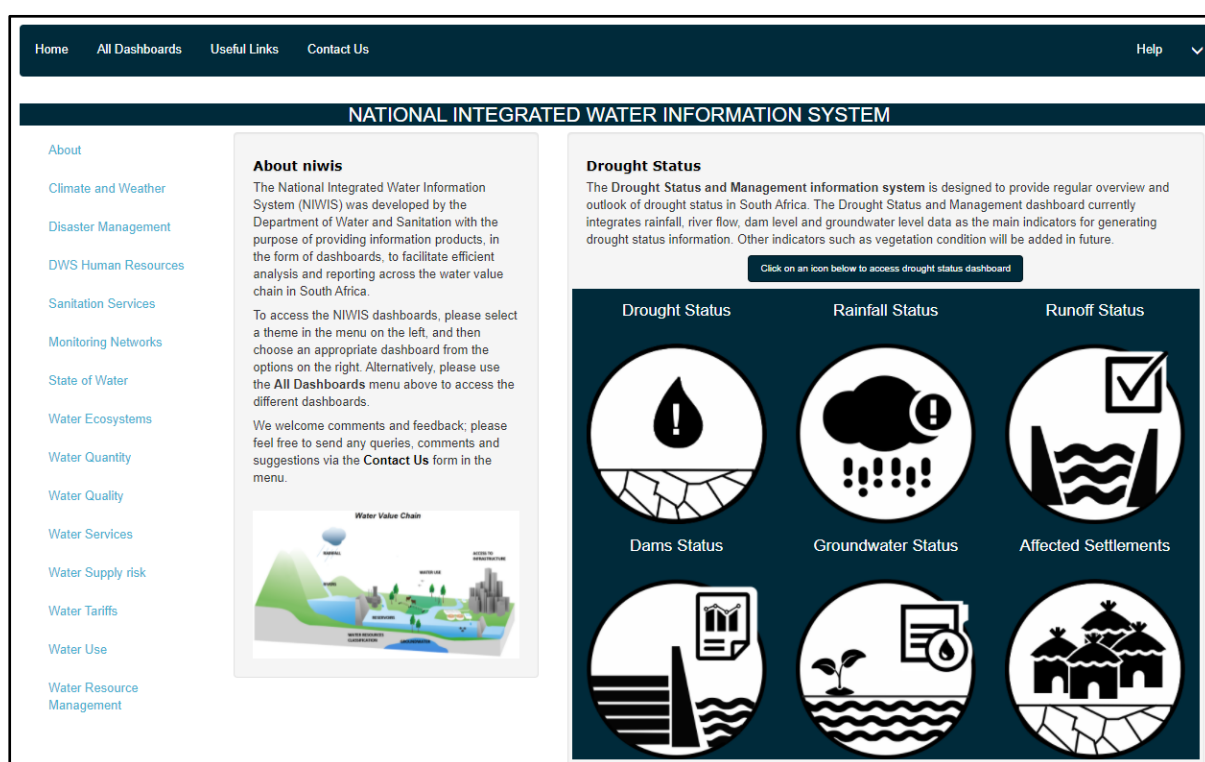 Home All Dashboards Useful Links Contact Us Help
NATIONAL INTEGRATED WATER INFORMATION SYSTEM
About
Climate and Weather
Disaster Management
DWS Human Resources
Sanitation Services
Monitoring Networks
State of Water
Water Ecosystems
Water Quantity
Water Quality
Water Services
Water Supply risk
Water Tariffs
Water Use
Water Resource
Management
About niwis
The National Integrated Water Information
System (NIWIS) was developed by the
Department of Water and Sanitation with the
purpose of providing information products, in
the form of dashboards, to facilitate efficient
analysis and reporting across the water value
chain in South Africa.
To access the NIWIS dashboards, please select
a theme in the menu on the left, and then
choose an appropriate dashboard from the
options on the right. Alternatively, please use
the All Dashboards menu above to access the
different dashboards.
We welcome comments and feedback; please
feel free to send any queries, comments and
suggestions via the Contact Us form in the
menu.
Water Value Chain
RAINFALL
ACCESS TO
INFRASTRUCTURE
WATER USE
RIVERS
RESERVOIRS
WATER RESOURCES
CLASSIFICATION
GROUNDWATER
Drought Status
The Drought Status and Management information system is designed to provide regular overview and
outlook of drought status in South Africa. The Drought Status and Management dashboard currently
integrates rainfall, river flow, dam level and groundwater level data as the main indicators for generating
drought status information. Other indicators such as vegetation condition will be added in future.
Click on an icon below to access drought status dashboard
Drought Status Rainfall Status Runoff Status
Dams Status Groundwater Status Affected Settlements